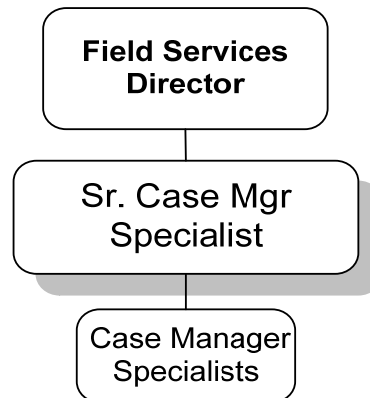 Field Services
Director
Sr. Case Mgr
Specialist
Case Manager
Specialists